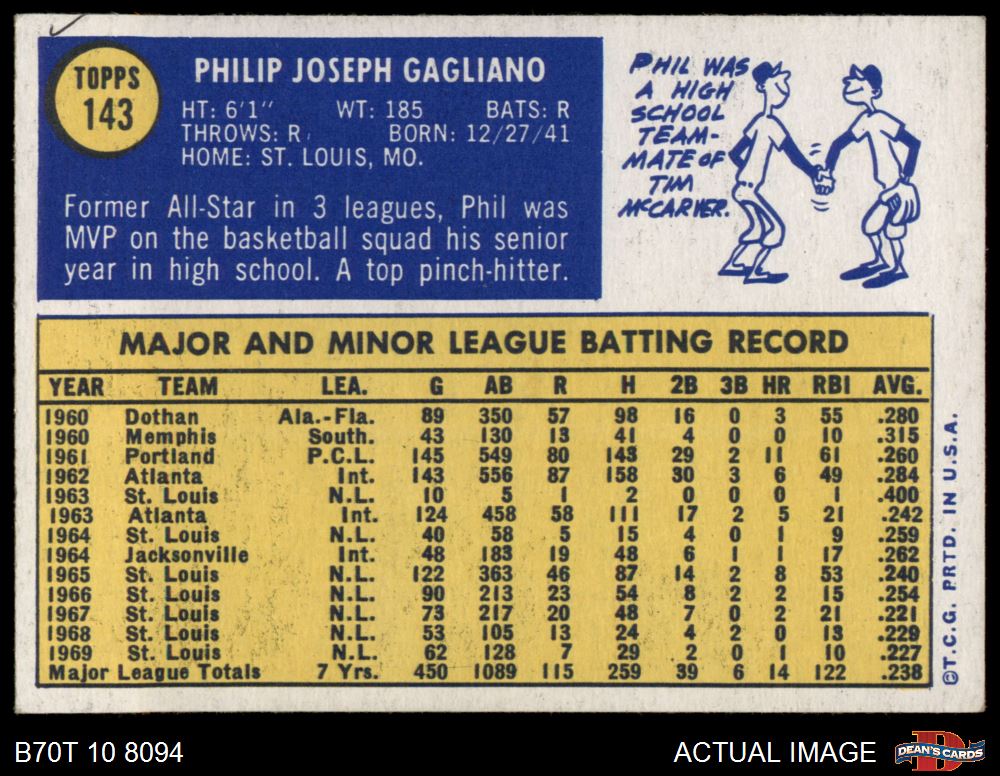 TOPPS
143
PHILIP JOSEPH GAGLIANO
HT: 6'1" WT: 185 BATS: R
THROWS: R BORN: 12/27/41
HOME: ST. LOUIS, MO.
Former All-Star in 3 leagues, Phil was
MVP on the basketball squad his senior
year in high school. A top pinch-hitter.
PHIL WAS
A HIGH
SCHOOL
TEAM-
MATE OF
TIM
McCARVER.
MAJOR AND MINOR LEAGUE BATTING RECORD
YEAR TEAM LEA. G AB R H 2B 3B HR RBI AVG.
1960 Dothan Ala.-Fla. 89 350 57 98 16 0 3 55 .280
1960 Memphis South. 43 130 13 41 4 0 0 10 .315
1961 Portland P.C.L. 145 549 80 143 29 2 11 61 .260
1962 Atlanta Int. 143 556 87 158 30 3 6 49 .284
1963 St. Louis N.L. 10 5 1 2 0 0 0 1 .400
1963 Atlanta Int. 124 458 58 111 17 2 5 21 .242
1964 St. Louis N.L. 40 58 5 15 4 0 1 9 .259
1964 Jacksonville Int. 48 183 19 48 6 1 1 17 .262
1965 St. Louis N.L. 122 363 46 87 14 2 8 53 .240
1966 St. Louis N.L. 90 213 23 54 8 2 2 15 .254
1967 St. Louis N.L. 73 217 20 48 7 0 2 21 .221
1968 St. Louis N.L. 53 105 13 24 4 2 0 13 .229
1969 St. Louis N.L. 62 128 7 29 2 0 1 10 .227
Major League Totals 7 Yrs. 450 1089 115 259 39 6 14 122 .238
©T.C.G. PRTD. IN U.S.A.
B70T 10 8094
ACTUAL IMAGE
DEAN'S CARDS